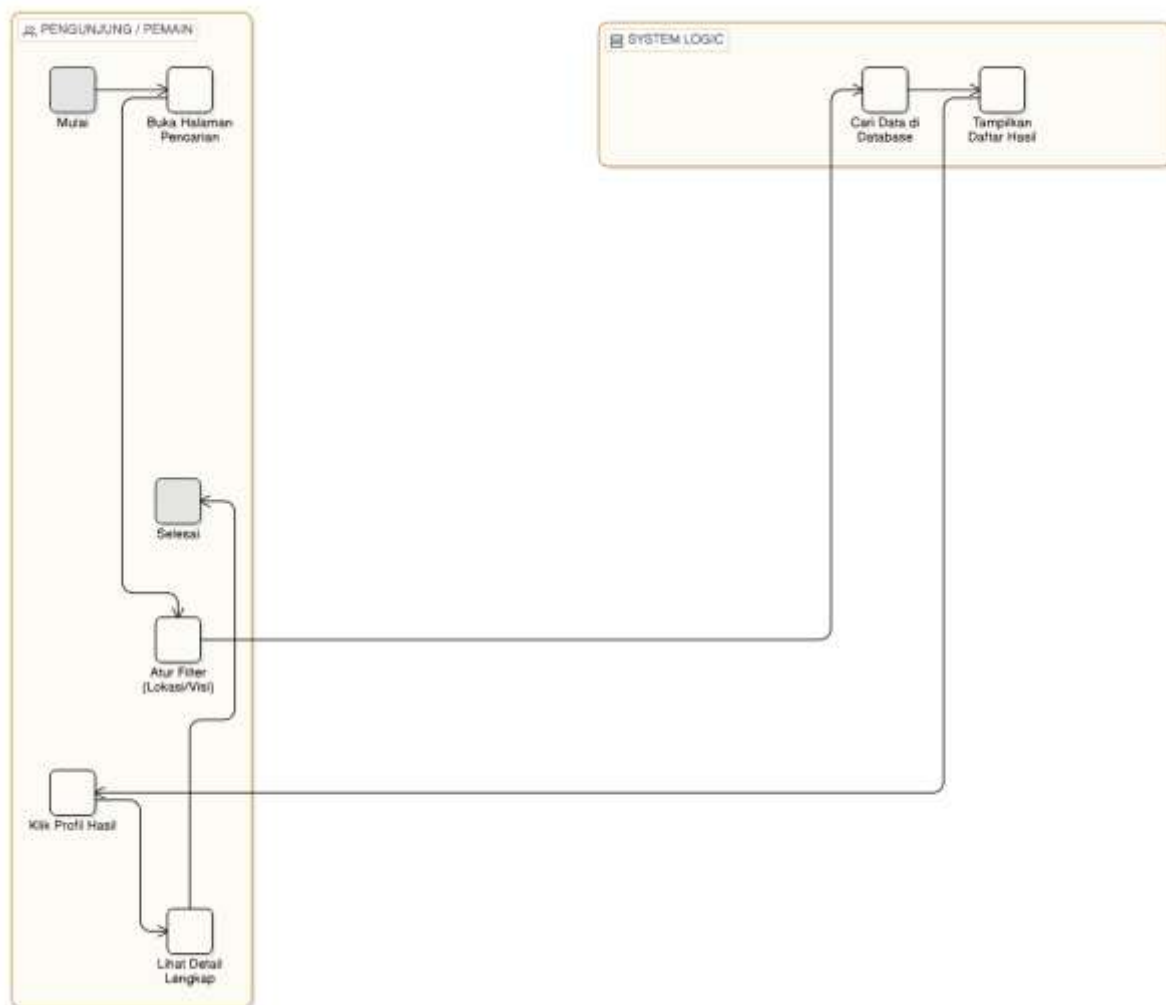 PENGUNJUNG / PEMAIN
SYSTEM LOGIC
Mulai
Buka Halaman
Pencarian
Cari Data di
Database
Tampilkan
Daftar Hasil
Selesai
Atur Filter
(Lokasi/Visi)
Klik Profil Hasil
Lihat Detail
Lengkap